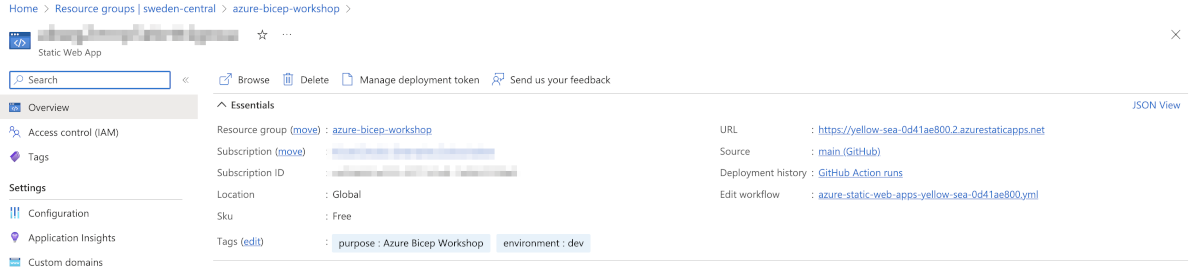 Home > Resource groups | sweden-central > azure-bicep-workshop >
☆ ···
Static Web App
Search
«
Browse Delete Manage deployment token Send us your feedback
Overview
Access control (IAM)
Tags
Settings
Configuration
Application Insights
Custom domains
Essentials
JSON View
Resource group (move) : azure-bicep-workshop
Subscription (move) :
Subscription ID :
Location : Global
Sku : Free
Tags (edit) : purpose : Azure Bicep Workshop environment : dev
URL : https://yellow-sea-0d41ae800.2.azurestaticapps.net
Source : main (GitHub)
Deployment history : GitHub Action runs
Edit workflow : azure-static-web-apps-yellow-sea-0d41ae800.yml